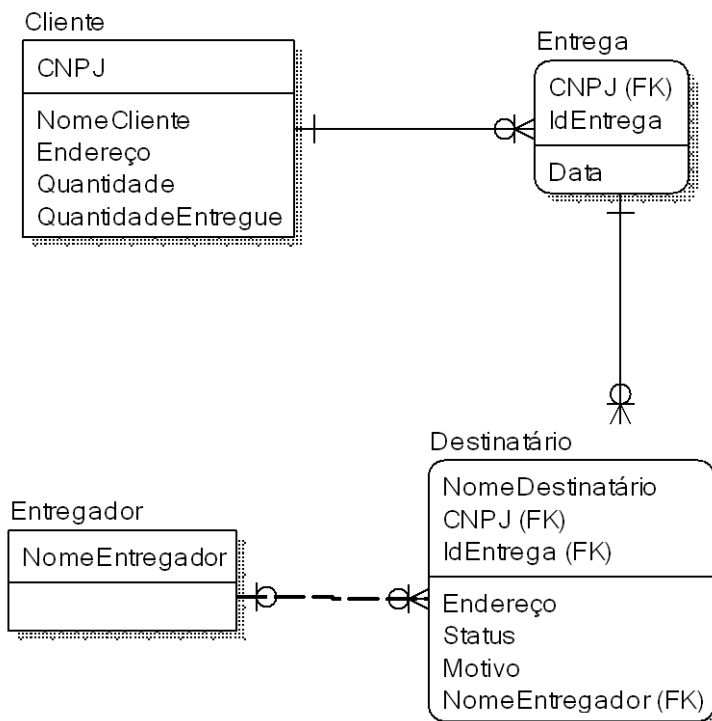 Cliente
CNPJ
NomeCliente
Endereço
Quantidade
QuantidadeEntregue
Entrega
CNPJ (FK)
IdEntrega
Data
Destinatário
NomeDestinatário
CNPJ (FK)
IdEntrega (FK)
Endereço
Status
Motivo
NomeEntregador (FK)
Entregador
NomeEntregador